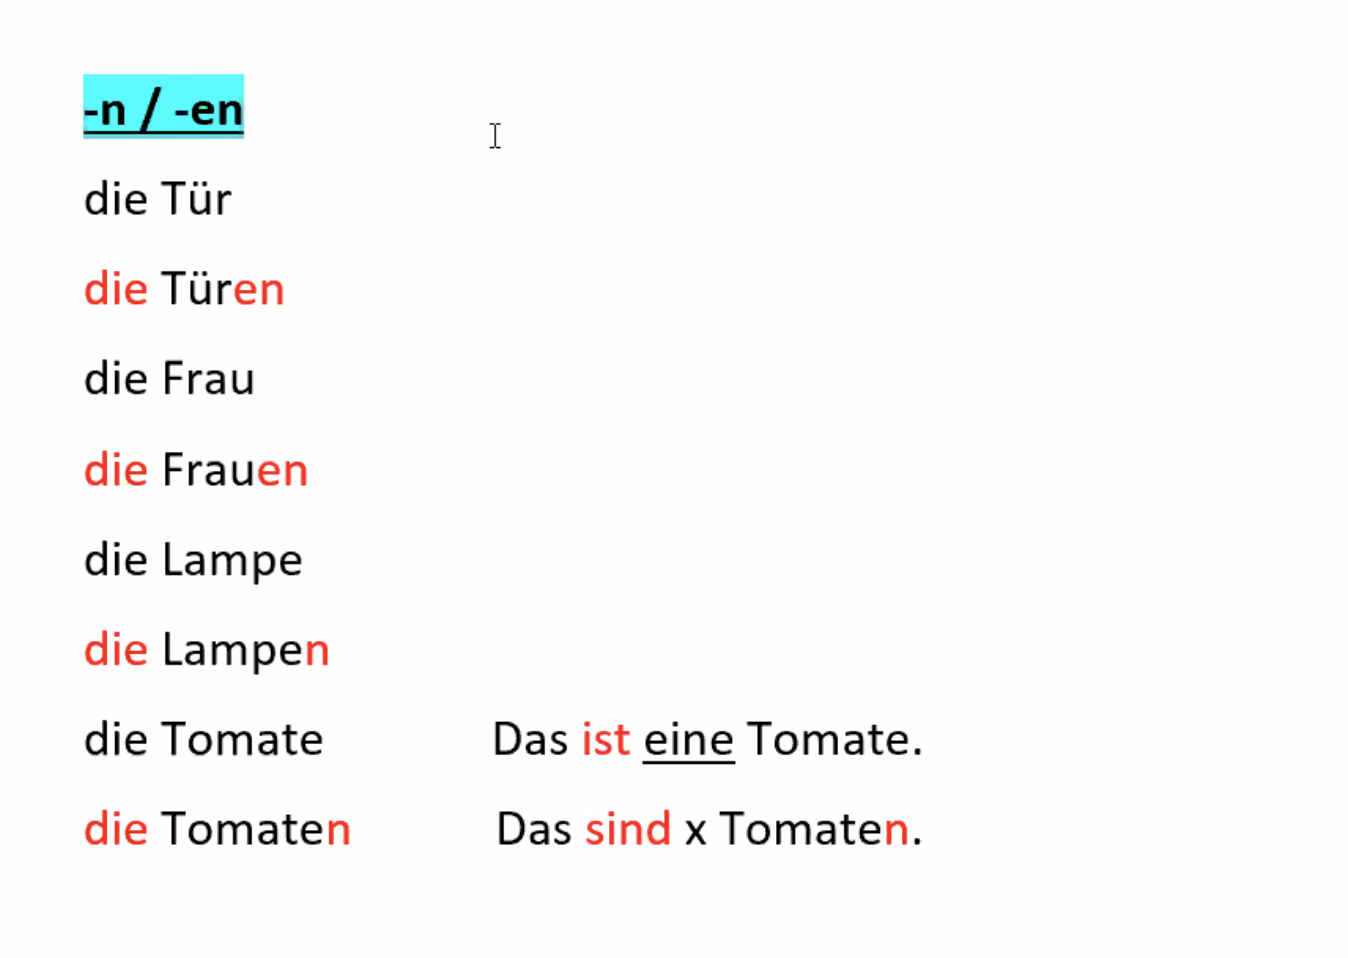 -n / -en
die Tür
die Türen
die Frau
die Frauen
die Lampe
die Lampen
die Tomate Das ist eine Tomate.
die Tomaten Das sind x Tomaten.